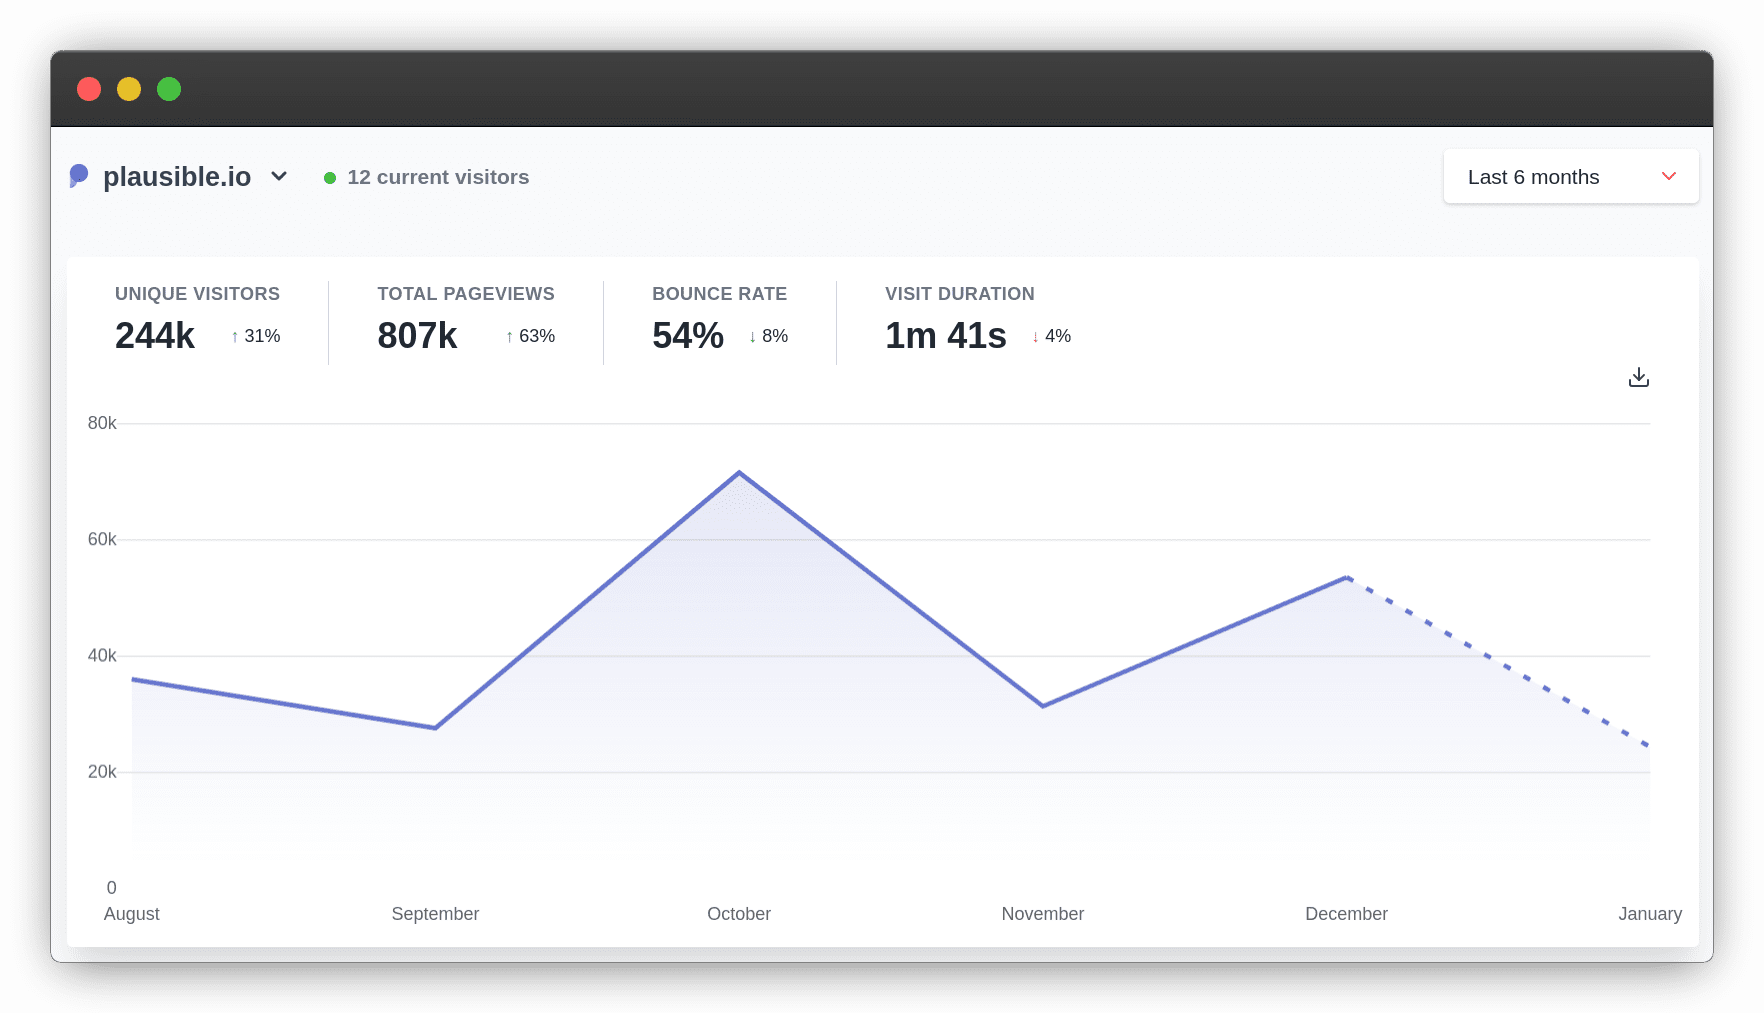 plausible.io
12 current visitors
Last 6 months
UNIQUE VISITORS
244k ↑ 31%
TOTAL PAGEVIEWS
807k ↑ 63%
BOUNCE RATE
54% ↓ 8%
VISIT DURATION
1m 41s ↓ 4%
80k
60k
40k
20k
0
August September October November December January